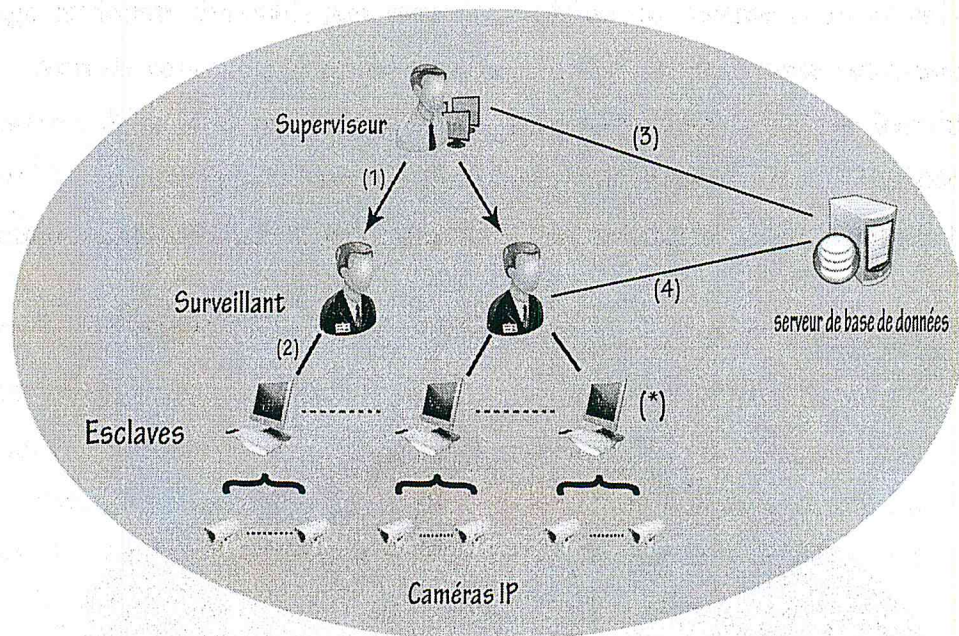 Superviseur
(3)
(1)
Surveillant
(4)
serveur de base de données
(2)
(*)
Esclaves
Caméras IP